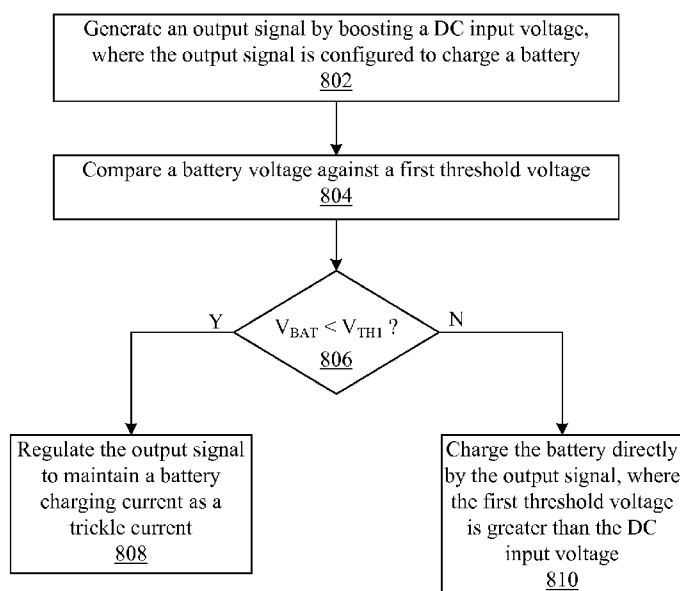 Generate an output signal by boosting a DC input voltage,
where the output signal is configured to charge a battery
802
Compare a battery voltage against a first threshold voltage
804
Y
V_BAT < V_TH1 ?
N
806
Regulate the output signal
to maintain a battery
charging current as a
trickle current
808
Charge the battery directly
by the output signal, where
the first threshold voltage
is greater than the DC
input voltage
810